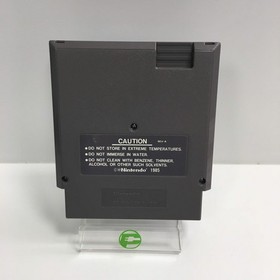 CAUTION
•DO NOT STORE IN EXTREME TEMPERATURES.
•DO NOT IMMERSE IN WATER.
•DO NOT CLEAN WITH BENZENE, THINNER,
ALCOHOL OR OTHER SUCH SOLVENTS.
Nintendo 1985